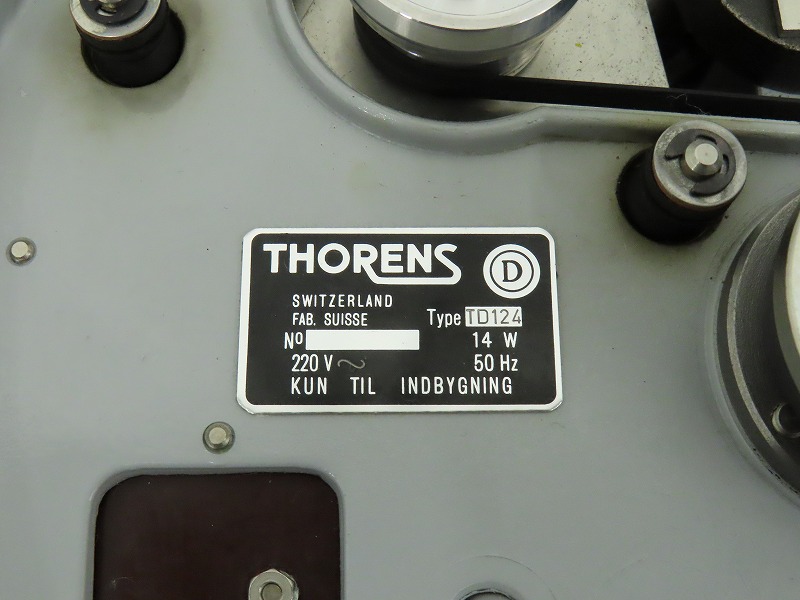 THORENS D
SWITZERLAND
FAB. SUISSE Type TD124
Nº 14 W
220 V ~ 50 Hz
KUN TIL INDBYGNING